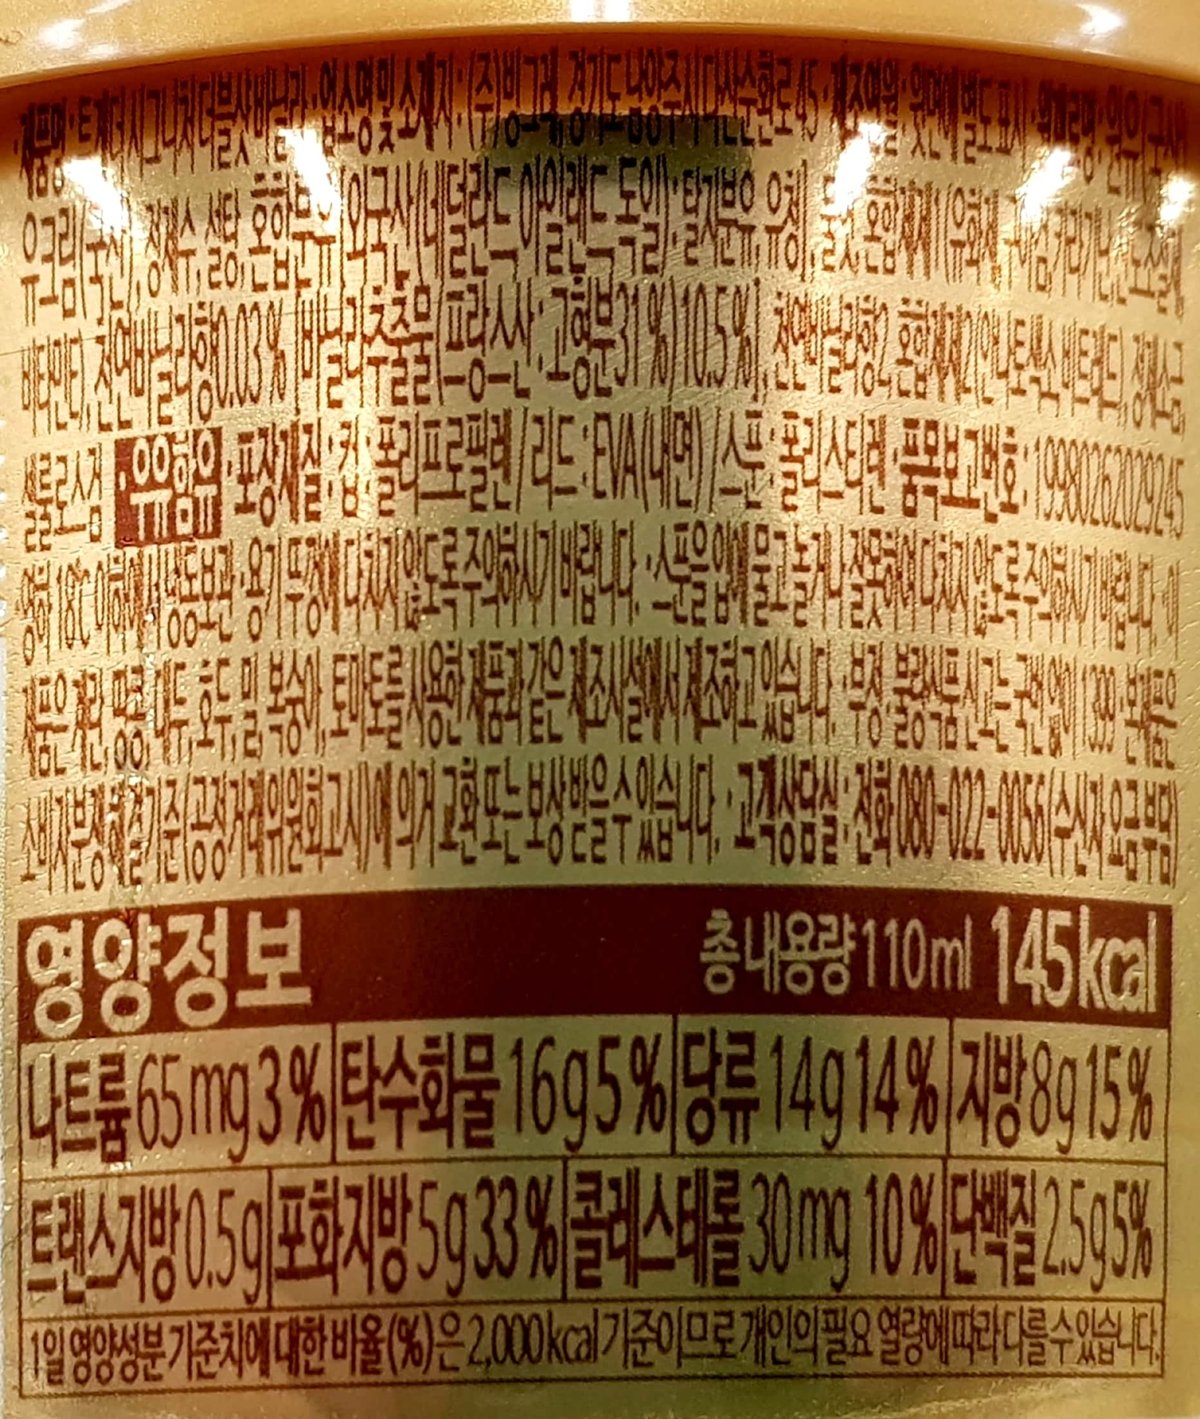 ·제품명 : 투게더 시그니처 더블샷 바닐라 · 업소명 및 소재지 : (주)빙그레, 경기도 남양주시 다산순환로 45 · 제조연월 : 윗면에 별도 표시 · 원재료명 : 원유(국산)
유크림(국산), 정제수, 설탕, 혼합분유[외국산(네덜란드, 아일랜드, 독일) : 탈지분유, 유청], 물엿, 혼합제제1(유화제,
바닐라향0.03% [바닐라추출물(프랑스산 : 고형분31%)10.5%], 천연바닐라향2, 혼합제제2(안나토색소, 비트레드), 정제소금,
셀룰로스검 ·우유 함유 ·포장재질 : 컵 : 폴리프로필렌 / 리드 : EVA(내면) / 스푼 : 폴리스티렌 ·품목보고번호 : 19980262029245
영하 18℃ 이하에서 냉동보관 ·용기 뚜껑에 다치지 않도록 주의하시기 바랍니다. ·스푼을 입에 물고 놀거나 잘못하여 다치지 않도록 주의하시기 바랍니다. ·이
제품은 계란, 땅콩, 대두, 호두, 밀, 복숭아, 토마토를 사용한 제품과 같은 제조시설에서 제조하고 있습니다. ·부정·불량식품 신고는 국번없이 1399 ·본 제품은
소비자분쟁해결기준(공정거래위원회 고시)에 의거 교환 또는 보상받을 수 있습니다. ·고객상담실 : 전화 080-022-0056(수신자 요금 부담)
영양정보 총 내용량 110ml 145kcal
나트륨 65mg 3% 탄수화물 16g 5% 당류 14g 14% 지방 8g 15%
트랜스지방 0.5g 포화지방 5g 33% 콜레스테롤 30mg 10% 단백질 2.5g 5%
1일 영양성분 기준치에 대한 비율(%)은 2,000kcal 기준이므로 개인의 필요 열량에 따라 다를 수 있습니다.